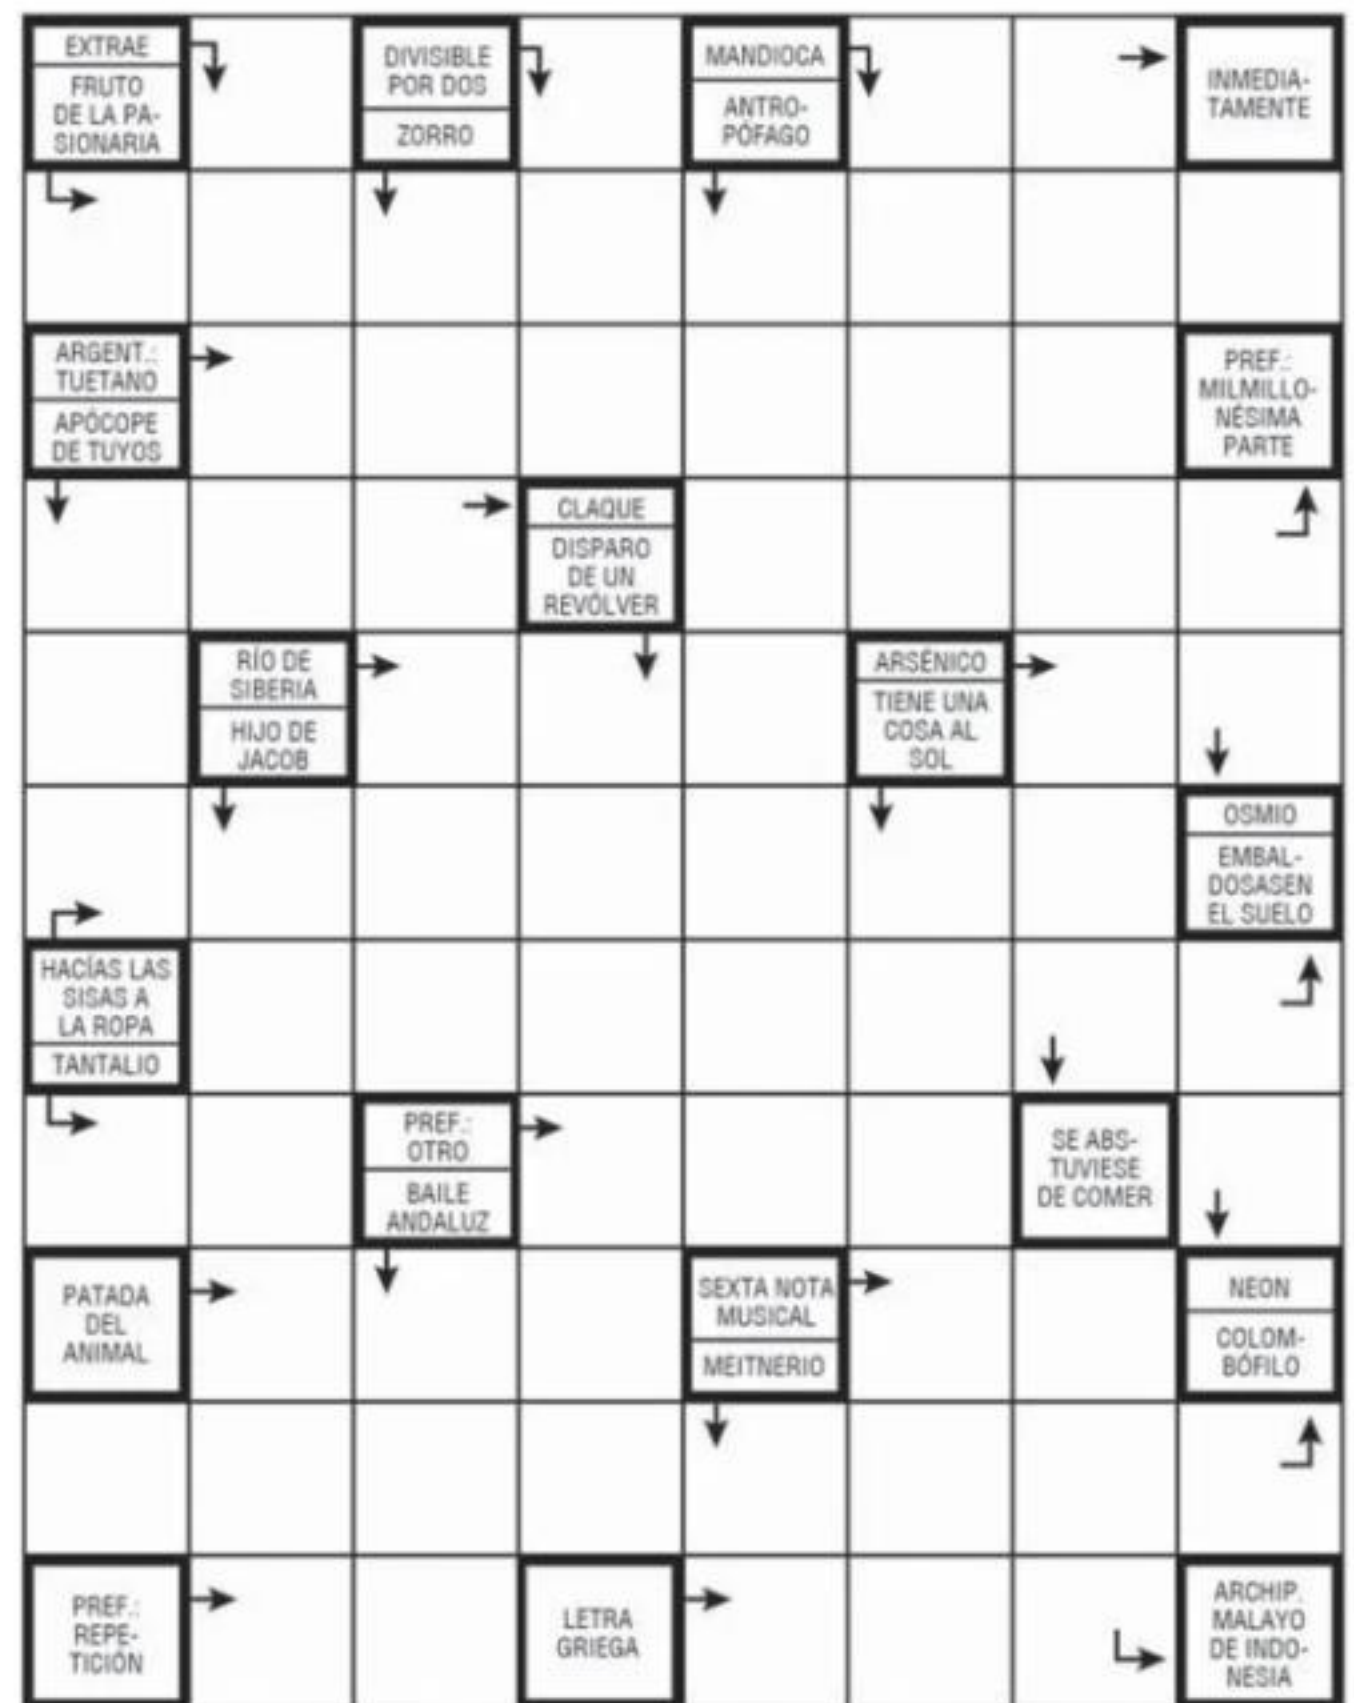 EXTRAE
FRUTO
DE LA PA-
SIONARIA
DIVISIBLE
POR DOS
ZORRO
MANDIOCA
ANTRO-
PÓFAGO
INMEDIA-
TAMENTE
ARGENT.:
TUETANO
APÓCOPE
DE TUYOS
PREF.:
MILMILLO-
NÉSIMA
PARTE
CLAQUE
DISPARO
DE UN
REVÓLVER
RÍO DE
SIBERIA
HIJO DE
JACOB
ARSÉNICO
TIENE UNA
COSA AL
SOL
OSMIO
EMBAL-
DOSASEN
EL SUELO
HACÍAS LAS
SISAS A
LA ROPA
TANTALIO
PREF.:
OTRO
BAILE
ANDALUZ
SE ABS-
TUVIESE
DE COMER
PATADA
DEL
ANIMAL
SEXTA NOTA
MUSICAL
MEITNERIO
NEON
COLOM-
BÓFILO
PREF.:
REPE-
TICIÓN
LETRA
GRIEGA
ARCHIP.
MALAYO
DE INDO-
NESIA